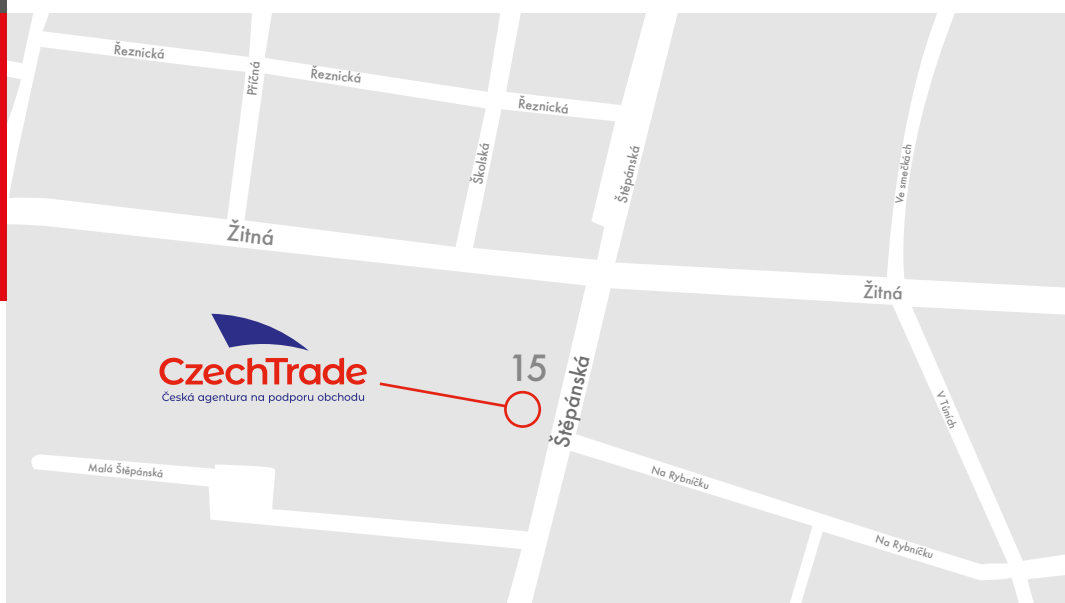 Řeznická
Příčná
Řeznická
Řeznická
Školská
Štěpánská
Ve smečkách
Žitná
Žitná
CzechTrade
Česká agentura na podporu obchodu
15
Štěpánská
V Tůních
Malá Štěpánská
Na Rybníčku
Na Rybníčku